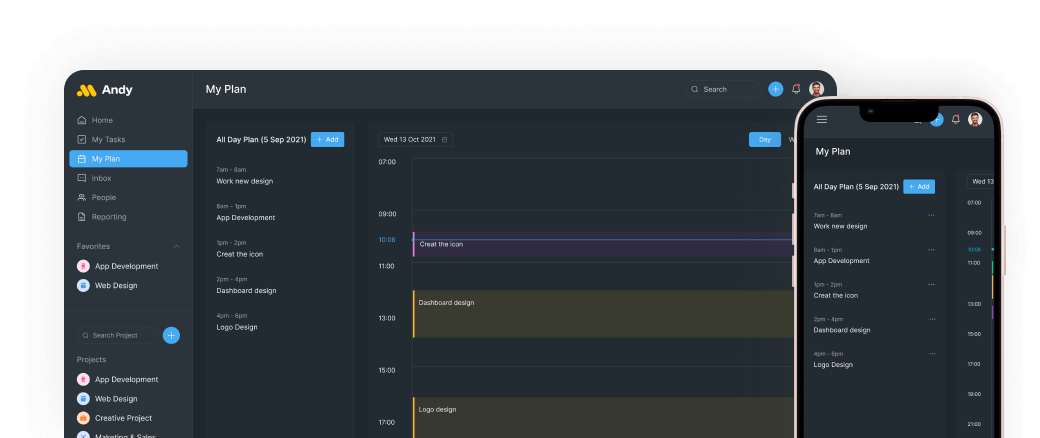 Andy
My Plan
Search
Home
My Tasks
My Plan
Inbox
People
Reporting
Favorites
App Development
Web Design
Search Project
Projects
App Development
Web Design
Creative Project
Maketing & Sales
All Day Plan (5 Sep 2021)
+ Add
7am - 8am
Work new design
8am - 1pm
App Development
1pm - 2pm
Creat the icon
2pm - 4pm
Dashboard design
4pm - 6pm
Logo Design
Wed 13 Oct 2021
Day
07:00
09:00
10:06
Creat the icon
11:00
Dashboard design
13:00
15:00
Logo design
17:00
My Plan
All Day Plan (5 Sep 2021)
+ Add
7am - 8am
Work new design
8am - 1pm
App Development
1pm - 2pm
Creat the icon
2pm - 4pm
Dashboard design
4pm - 6pm
Logo Design
Wed 13
07:00
09:00
10:06
11:00
13:00
15:00
17:00
19:00
21:00